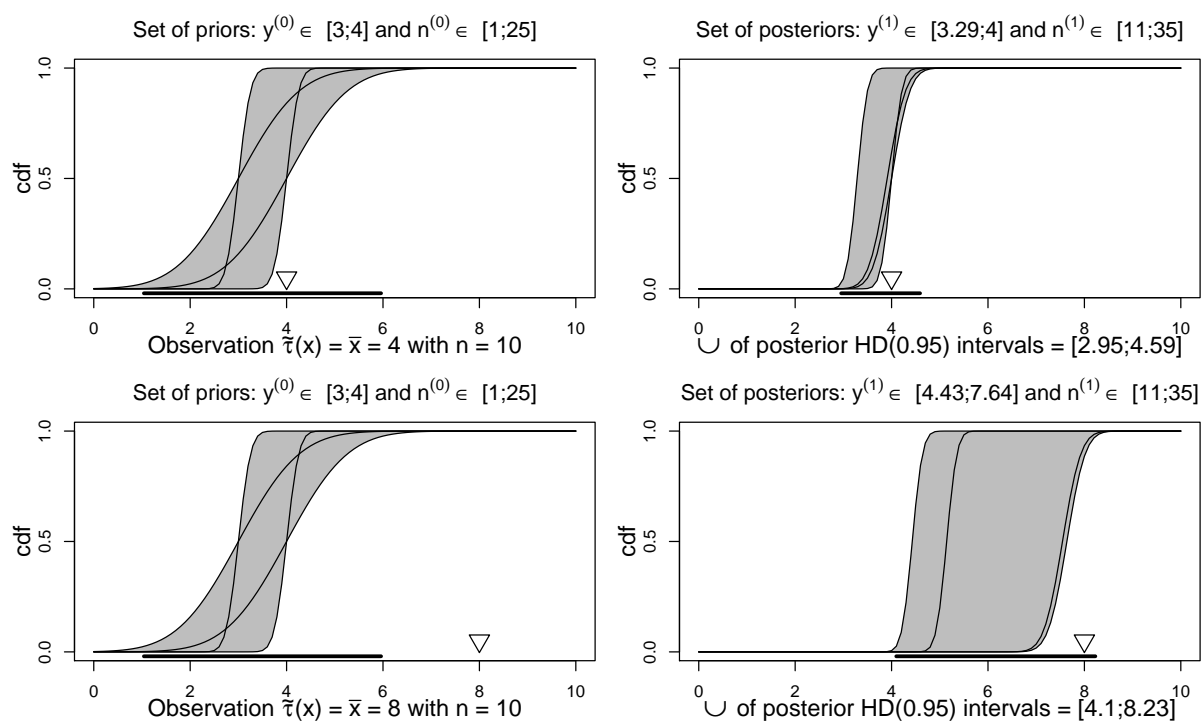 Set of priors: y⁽⁰⁾ ∈ [3;4] and n⁽⁰⁾ ∈ [1;25]
cdf
1.0
0.5
0.0
0 2 4 6 8 10
Observation τ̃(x) = x̄ = 4 with n = 10
Set of posteriors: y⁽¹⁾ ∈ [3.29;4] and n⁽¹⁾ ∈ [11;35]
cdf
1.0
0.5
0.0
0 2 4 6 8 10
∪ of posterior HD(0.95) intervals = [2.95;4.59]
Set of priors: y⁽⁰⁾ ∈ [3;4] and n⁽⁰⁾ ∈ [1;25]
cdf
1.0
0.5
0.0
0 2 4 6 8 10
Observation τ̃(x) = x̄ = 8 with n = 10
Set of posteriors: y⁽¹⁾ ∈ [4.43;7.64] and n⁽¹⁾ ∈ [11;35]
cdf
1.0
0.5
0.0
0 2 4 6 8 10
∪ of posterior HD(0.95) intervals = [4.1;8.23]